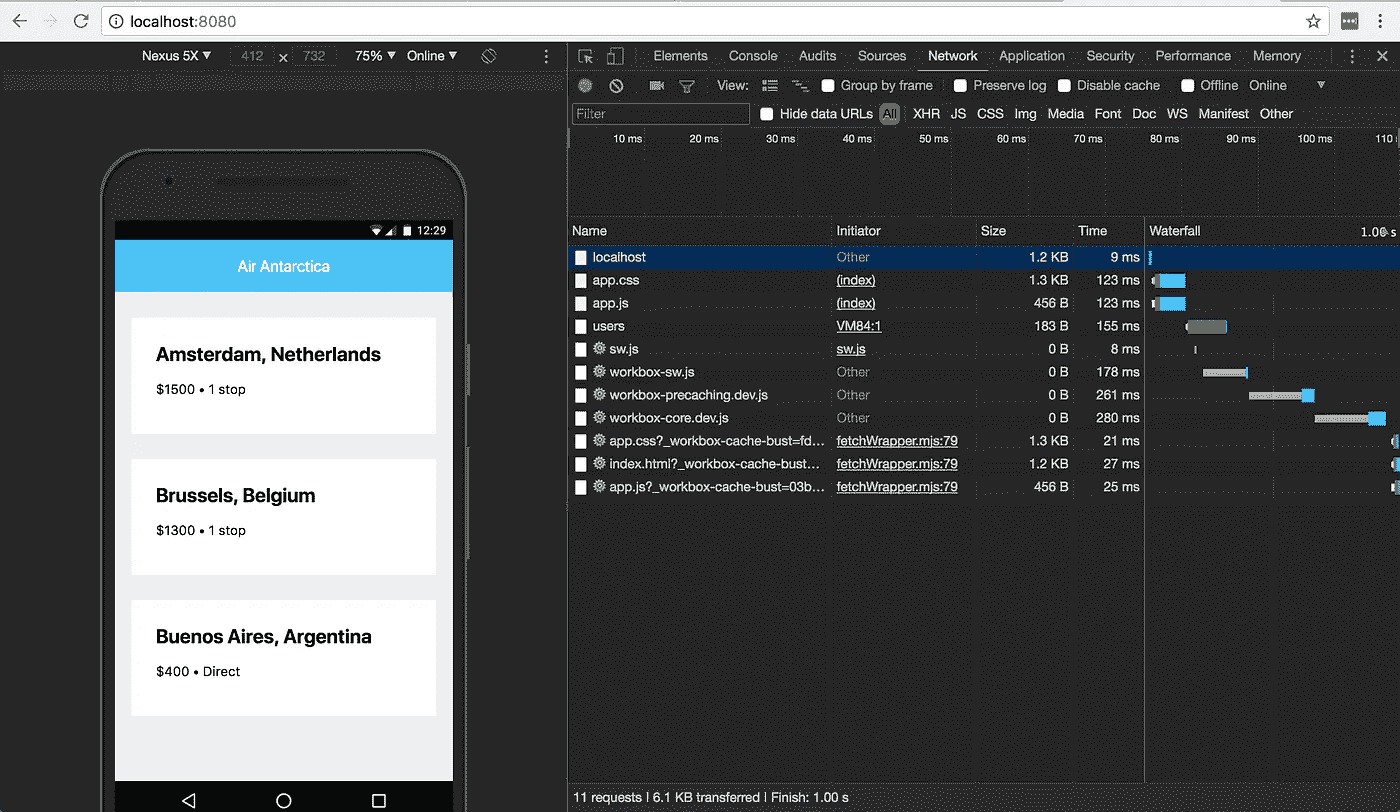 localhost:8080
Nexus 5X ▼ 412 × 732 75% ▼ Online ▼
Elements Console Audits Sources Network Application Security Performance Memory
View: Group by frame Preserve log Disable cache Offline Online ▼
Filter Hide data URLs All XHR JS CSS Img Media Font Doc WS Manifest Other
10 ms 20 ms 30 ms 40 ms 50 ms 60 ms 70 ms 80 ms 90 ms 100 ms 110
12:29
Air Antarctica
Amsterdam, Netherlands
$1500 • 1 stop
Brussels, Belgium
$1300 • 1 stop
Buenos Aires, Argentina
$400 • Direct
Name Initiator Size Time Waterfall 1.00 s
localhost Other 1.2 KB 9 ms
app.css (index) 1.3 KB 123 ms
app.js (index) 456 B 123 ms
users VM84:1 183 B 155 ms
sw.js sw.js 0 B 8 ms
workbox-sw.js Other 0 B 178 ms
workbox-precaching.dev.js Other 0 B 261 ms
workbox-core.dev.js Other 0 B 280 ms
app.css?_workbox-cache-bust=fd... fetchWrapper.mjs:79 1.3 KB 21 ms
index.html?_workbox-cache-bust... fetchWrapper.mjs:79 1.2 KB 27 ms
app.js?_workbox-cache-bust=03b... fetchWrapper.mjs:79 456 B 25 ms
11 requests | 6.1 KB transferred | Finish: 1.00 s